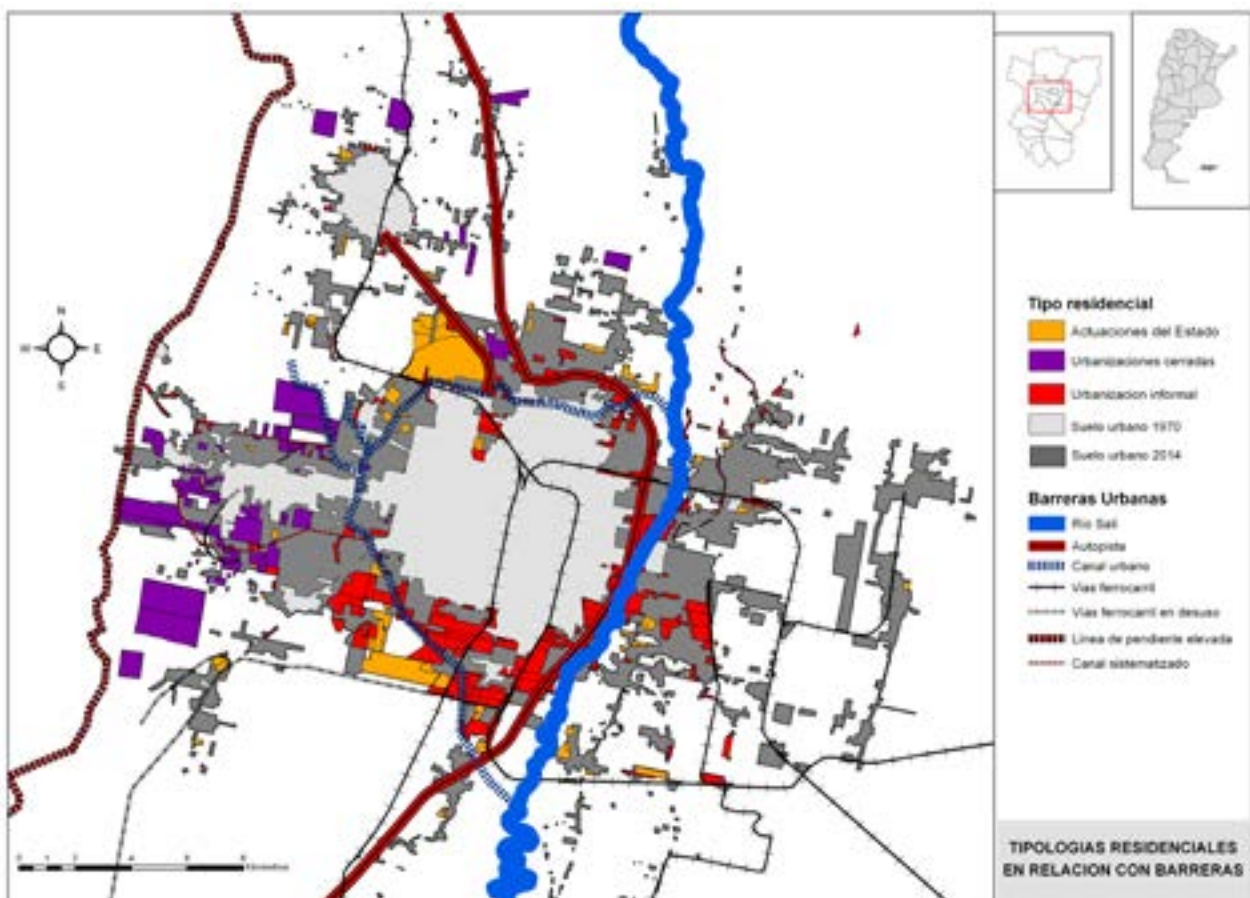 N
W E
S
Tipo residencial
Actuaciones del Estado
Urbanizaciones cerradas
Urbanizacion informal
Suelo urbano 1970
Suelo urbano 2014
Barreras Urbanas
Rio Sali
Autopista
Canal urbano
Vias ferrocarril
Vias ferrocarril en desuso
Linea de pendiente elevada
Canal sistematizado
TIPOLOGIAS RESIDENCIALES
EN RELACION CON BARRERAS